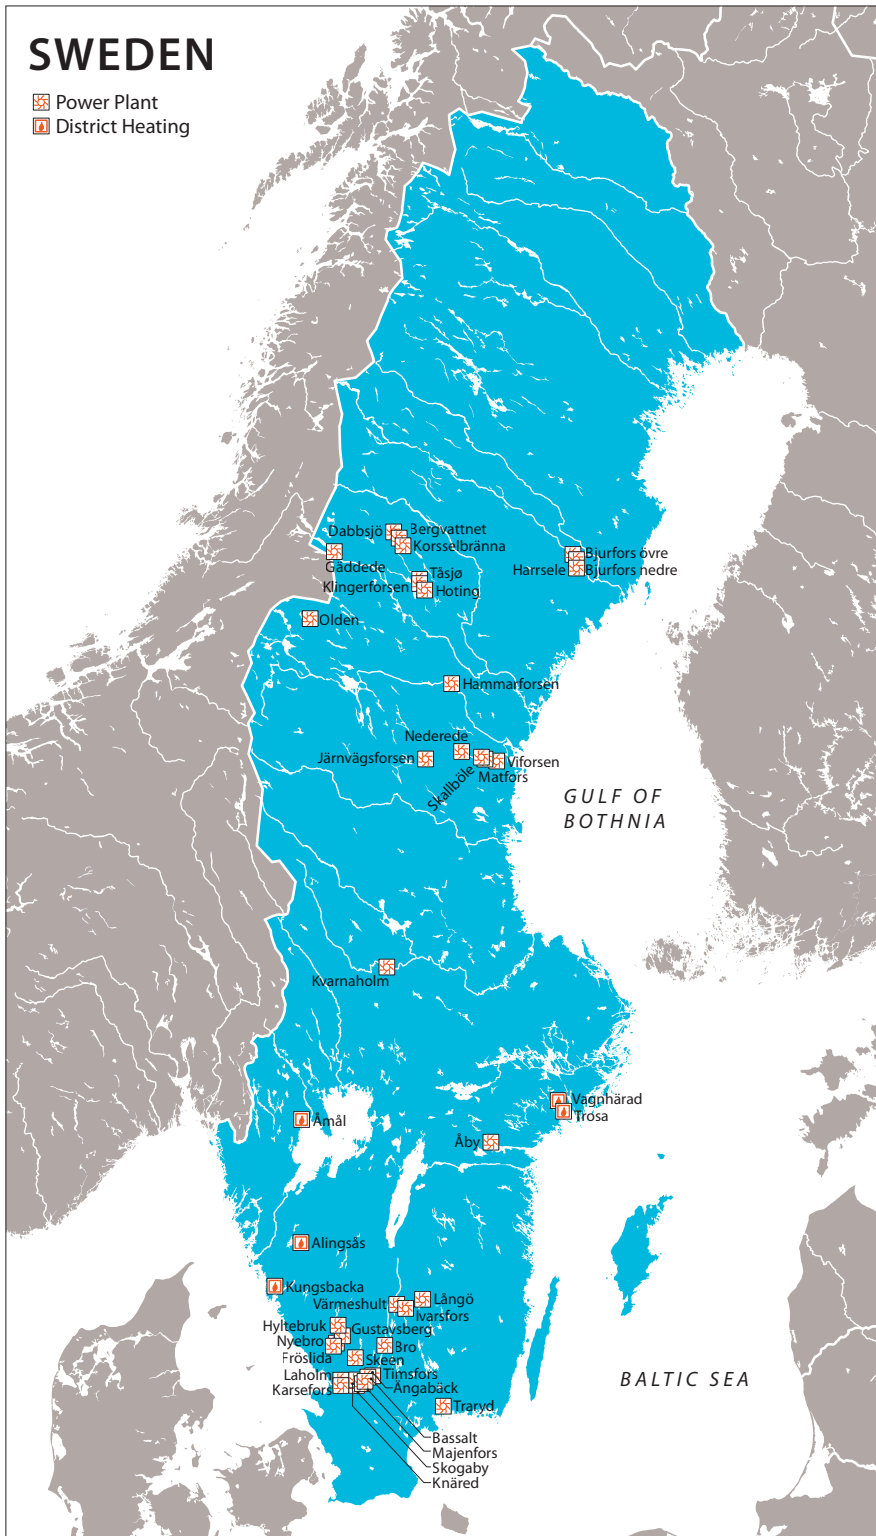 SWEDEN
Power Plant
District Heating
Dabbsjö
Bergvattnet
Korsselbränna
Gäddede
Bjurfors övre
Harrsele
Bjurfors nedre
Tåsjø
Klingerforsen
Hoting
Olden
Hammarforsen
Nederede
Järnvägsforsen
Viforsen
Skallböle
Matfors
GULF OF
BOTHNIA
Kvarnaholm
Vagnhärad
Trosa
Åmål
Åby
Alingsås
Kungsbacka
Värmeshult
Långö
Ivarsfors
Hyltebruk
Gustavsberg
Nyebro
Bro
Fröslida
Skeen
Laholm
Timsfors
Karsefors
Ängabäck
BALTIC SEA
Traryd
Bassalt
Majenfors
Skogaby
Knäred